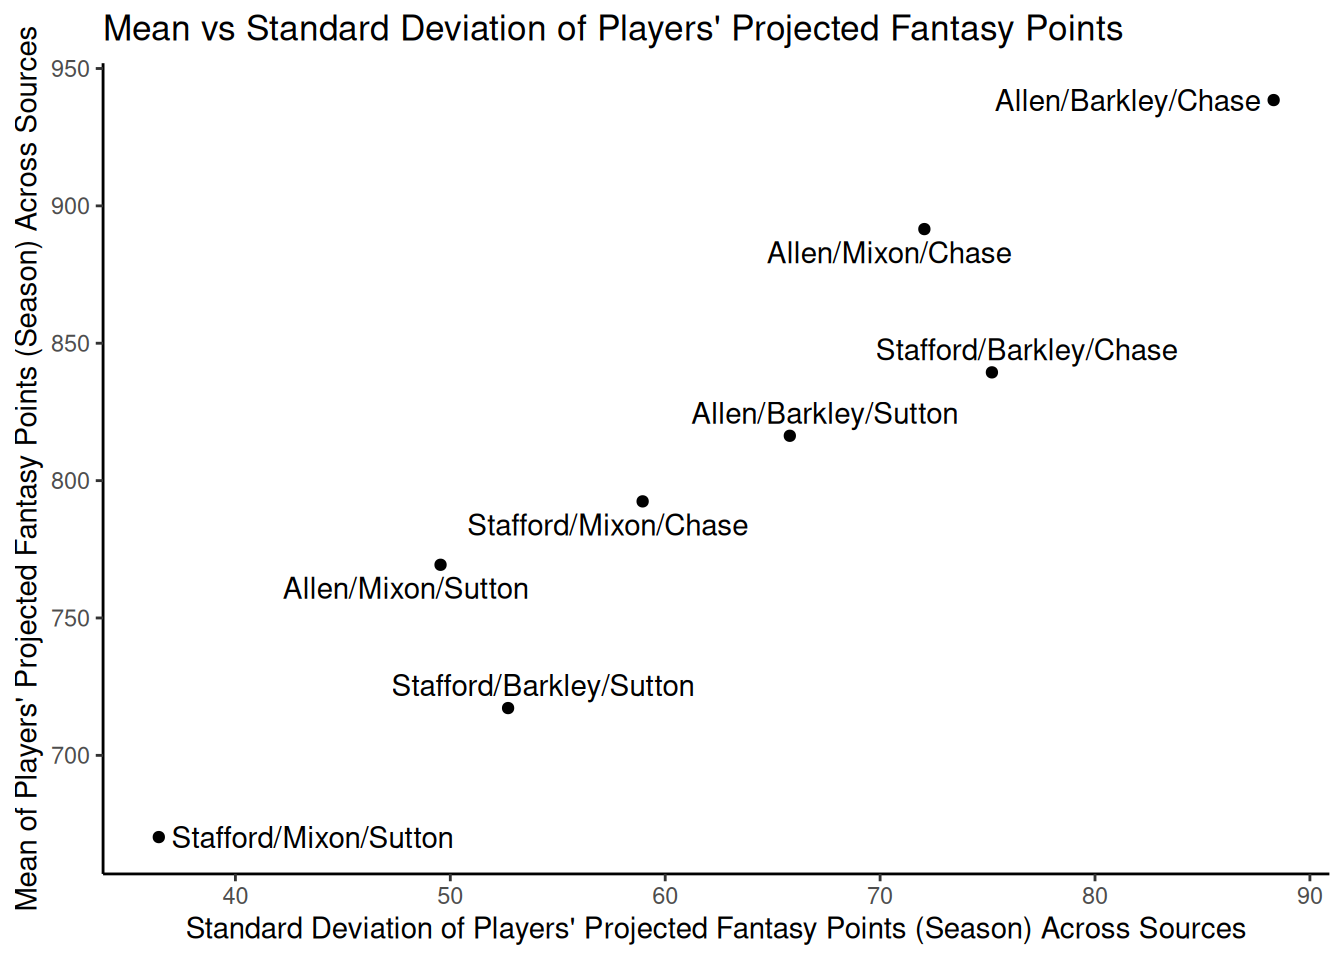 Mean vs Standard Deviation of Players' Projected Fantasy Points
Mean of Players' Projected Fantasy Points (Season) Across Sources
950
900
850
800
750
700
Allen/Barkley/Chase
Allen/Mixon/Chase
Stafford/Barkley/Chase
Allen/Barkley/Sutton
Stafford/Mixon/Chase
Allen/Mixon/Sutton
Stafford/Barkley/Sutton
Stafford/Mixon/Sutton
40 50 60 70 80 90
Standard Deviation of Players' Projected Fantasy Points (Season) Across Sources